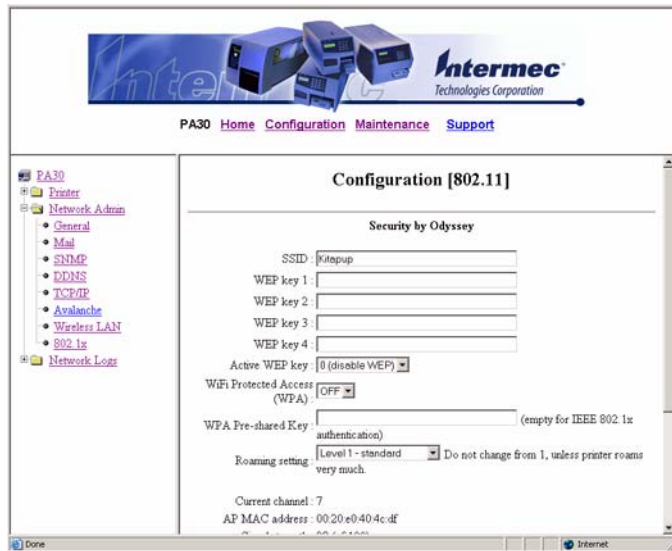 Intermec
Intermec
Technologies Corporation
PA30 Home Configuration Maintenance Support
PA30
Printer
Network Admin
General
Mail
SNMP
DDNS
TCP/IP
Avalanche
Wireless LAN
802.1x
Network Logs
Configuration [802.11]
Security by Odyssey
SSID : Kitapup
WEP key 1 :
WEP key 2 :
WEP key 3 :
WEP key 4 :
Active WEP key : 0 (disable WEP)
WiFi Protected Access
(WPA) : OFF
WPA Pre-shared Key : (empty for IEEE 802.1x
authentication)
Roaming setting : Level 1 - standard Do not change from 1, unless printer roams
very much.
Current channel : 7
AP MAC address : 00:20:e0:40:4c:df
Done Internet